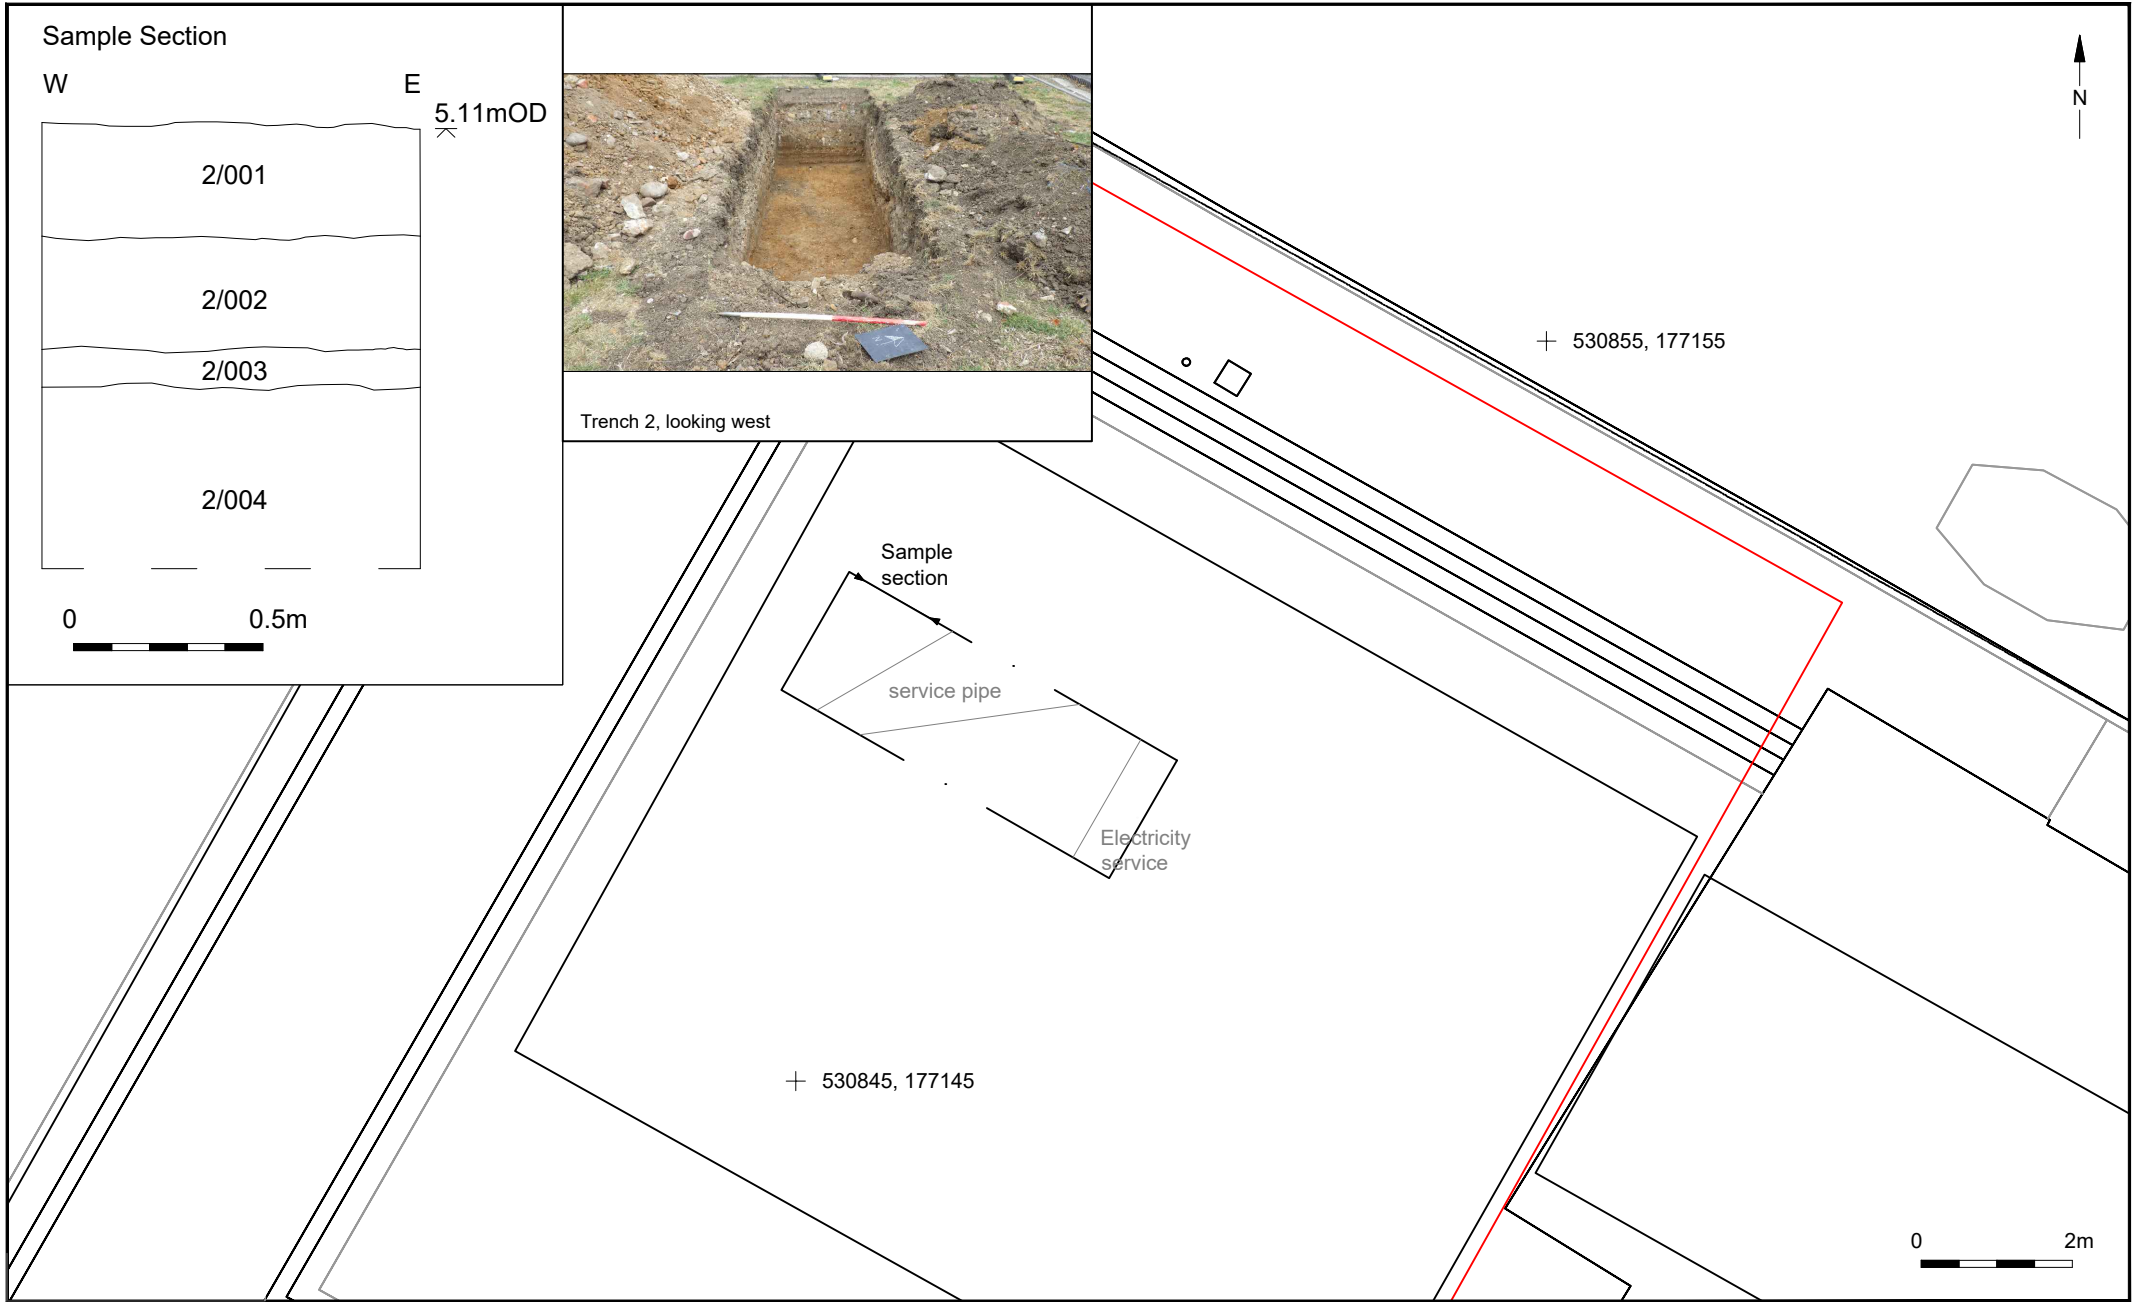 Sample Section
W
E
5.11mOD
2/001
2/002
2/003
2/004
0
0.5m
Trench 2, looking west
N
530855, 177155
Sample
section
service pipe
Electricity
service
530845, 177145
0
2m